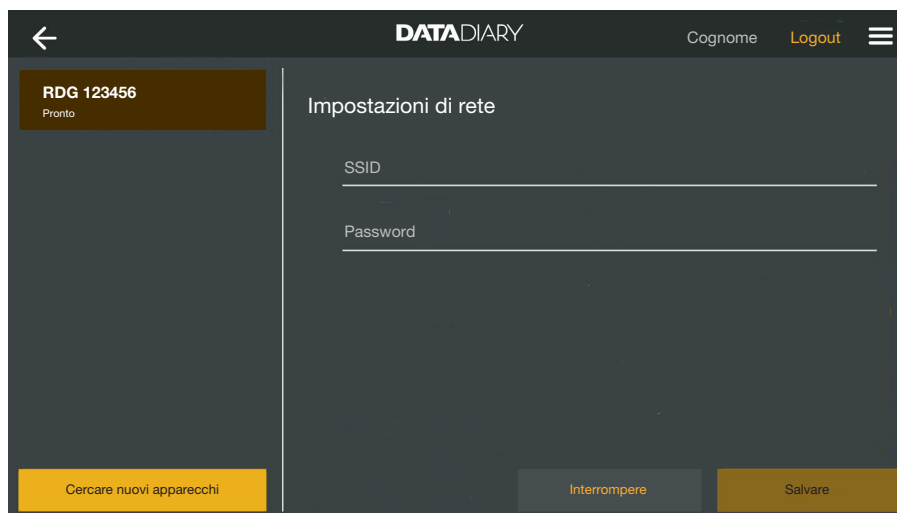 DATADIARY
Cognome
Logout
RDG 123456
Pronto
Impostazioni di rete
SSID
Password
Cercare nuovi apparecchi
Interrompere
Salvare